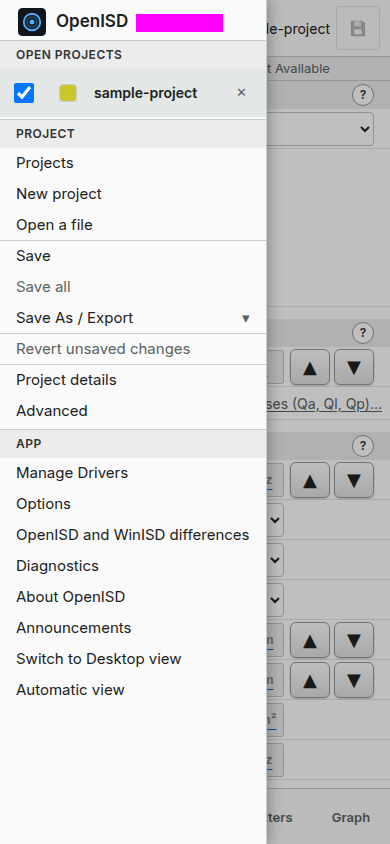 OpenISD
le-project
OPEN PROJECTS
t Available
sample-project ×
?
PROJECT
Projects
New project
Open a file
Save
Save all
Save As / Export ▼
?
Revert unsaved changes
▲ ▼
Project details
Advanced
ses (Qa, Ql, Qp)...
APP
?
Manage Drivers
z ▲ ▼
Options
OpenISD and WinISD differences
Diagnostics
About OpenISD
Announcements
m ▲ ▼
Switch to Desktop view
m ▲ ▼
Automatic view
n²
z
ters Graph